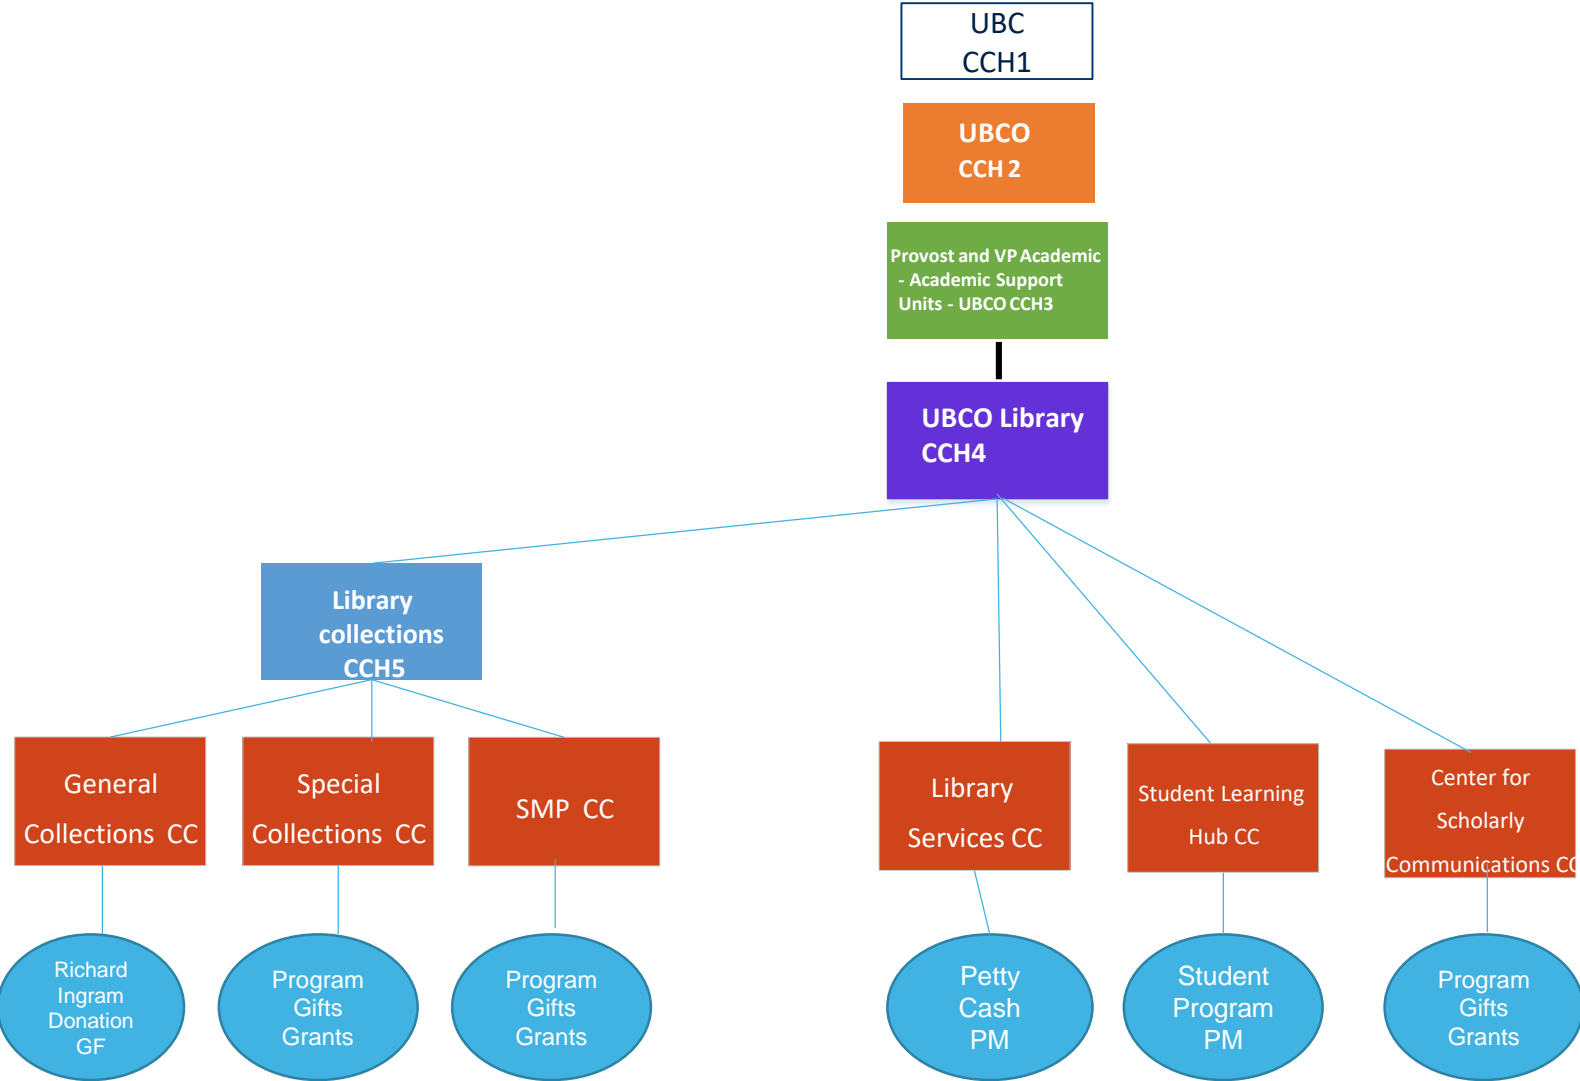 UBC
CCH1
UBCO
CCH 2
Provost and VP Academic
- Academic Support
Units - UBCO CCH3
UBCO Library
CCH4
Library
collections
CCH5
General
Collections CC
Special
Collections CC
SMP CC
Library
Services CC
Student Learning
Hub CC
Center for
Scholarly
Communications CC
Richard
Ingram
Donation
GF
Program
Gifts
Grants
Program
Gifts
Grants
Petty
Cash
PM
Student
Program
PM
Program
Gifts
Grants